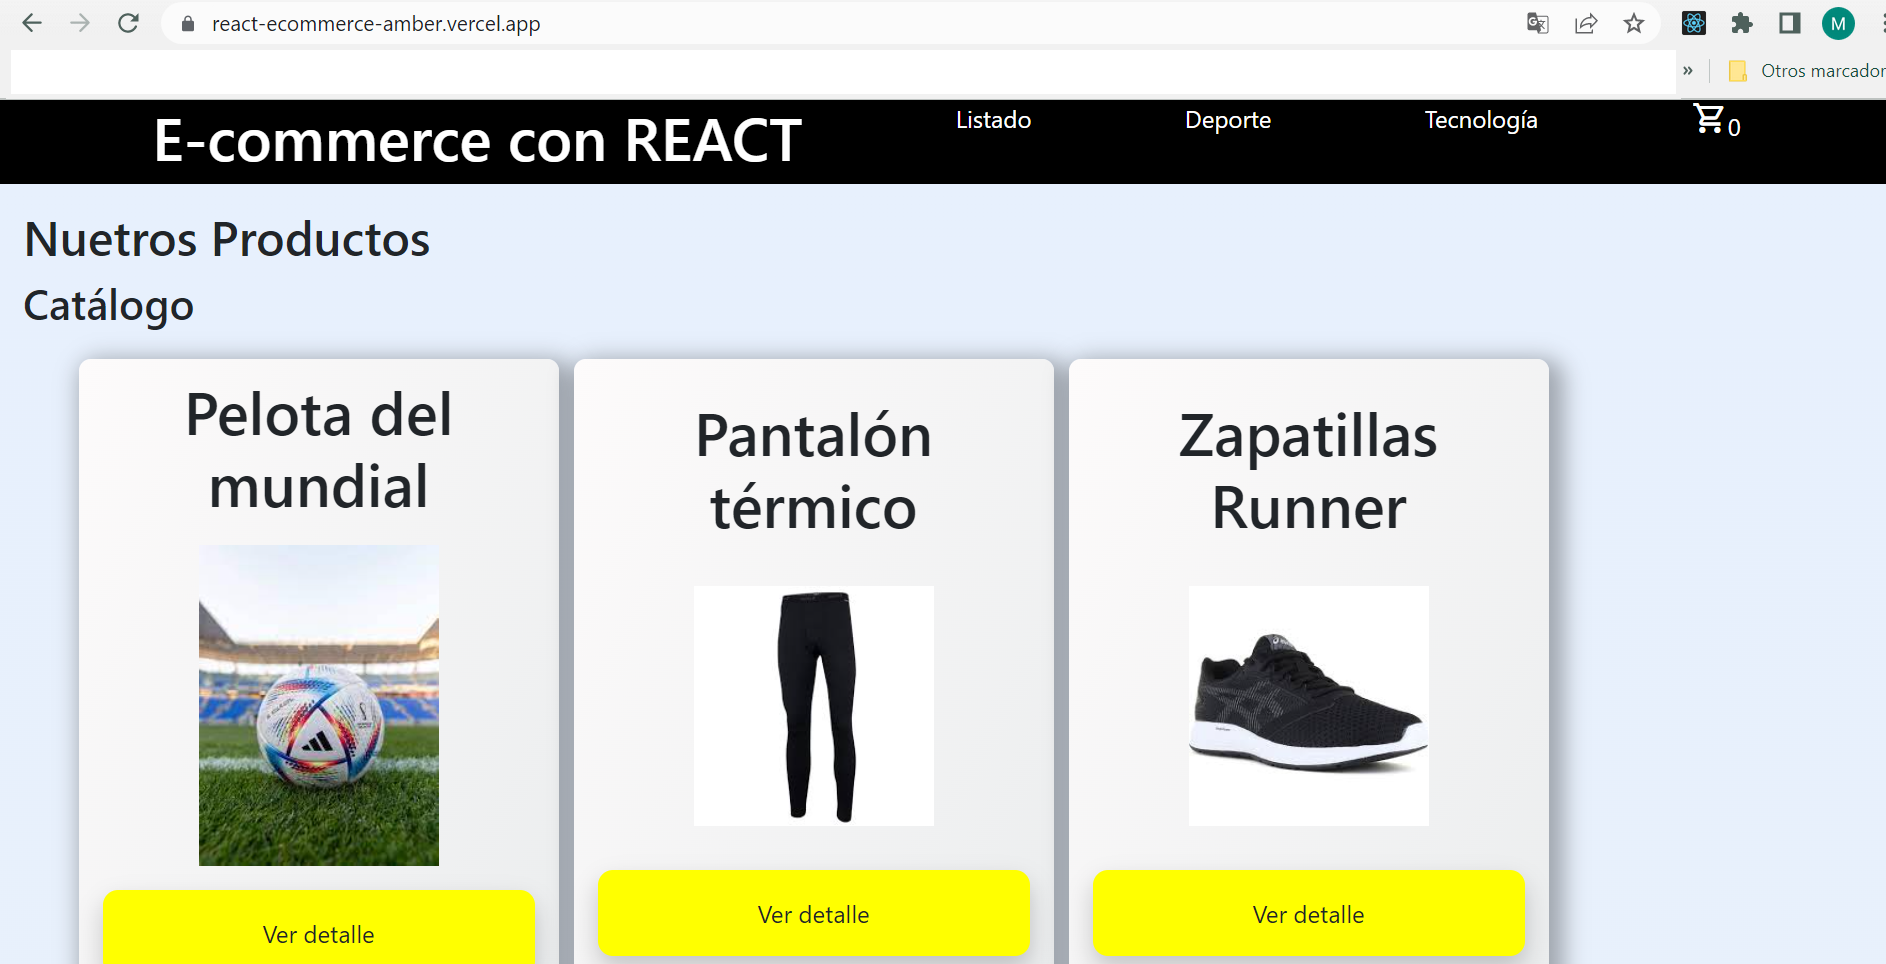 react-ecommerce-amber.vercel.app
M
» Otros marcador
E-commerce con REACT
Listado
Deporte
Tecnología
0
Nuetros Productos
Catálogo
Pelota del
mundial
Ver detalle
Pantalón
térmico
Ver detalle
Zapatillas
Runner
Ver detalle